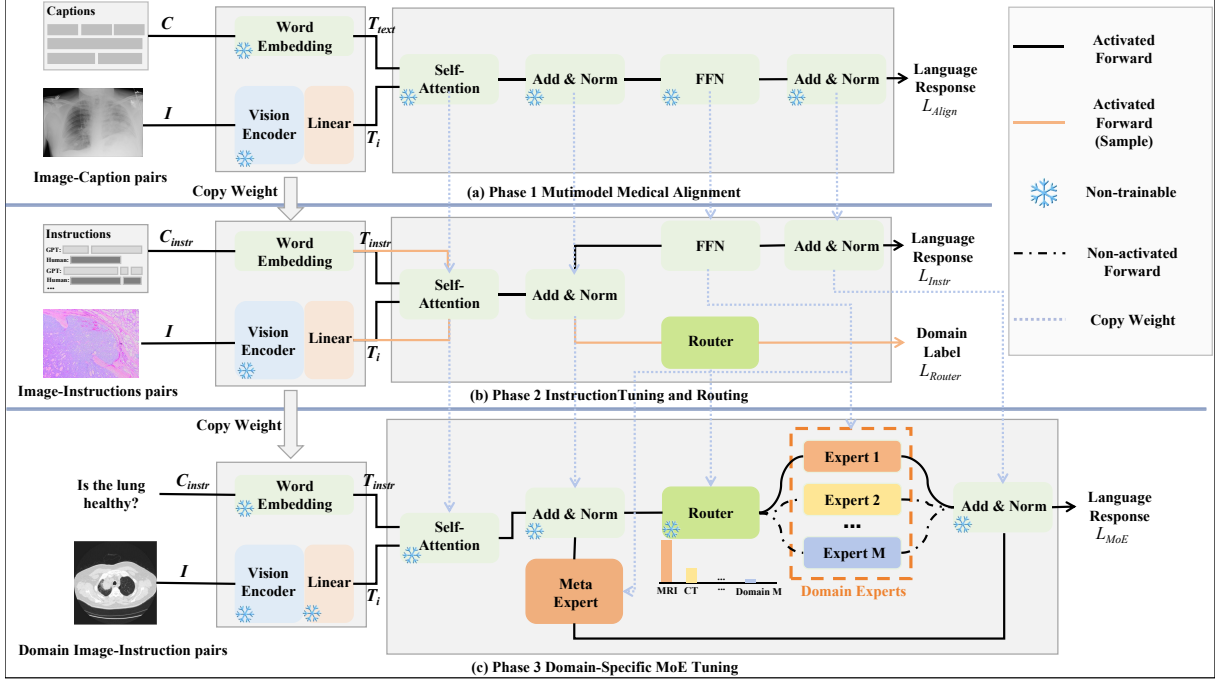 Captions
C
Word
Embedding
T_text
Self-
Attention
Add & Norm
FFN
Add & Norm
Language
Response
L_Align
I
Vision
Encoder
Linear
T_i
Image-Caption pairs
Copy Weight
(a) Phase 1 Mutimodel Medical Alignment
Activated
Forward
Activated
Forward
(Sample)
Non-trainable
Non-activated
Forward
Copy Weight
Instructions
GPT:
Human:
GPT:
Human:
...
C_instr
Word
Embedding
T_instr
Self-
Attention
Add & Norm
FFN
Add & Norm
Language
Response
L_Instr
I
Vision
Encoder
Linear
T_i
Router
Domain
Label
L_Router
Image-Instructions pairs
Copy Weight
(b) Phase 2 InstructionTuning and Routing
Is the lung
healthy?
C_instr
Word
Embedding
T_instr
Self-
Attention
Add & Norm
Router
Expert 1
Expert 2
...
Expert M
Domain Experts
Add & Norm
Language
Response
L_MoE
I
Vision
Encoder
Linear
T_i
Meta
Expert
MRI
CT
...
Domain M
Domain Image-Instruction pairs
(c) Phase 3 Domain-Specific MoE Tuning